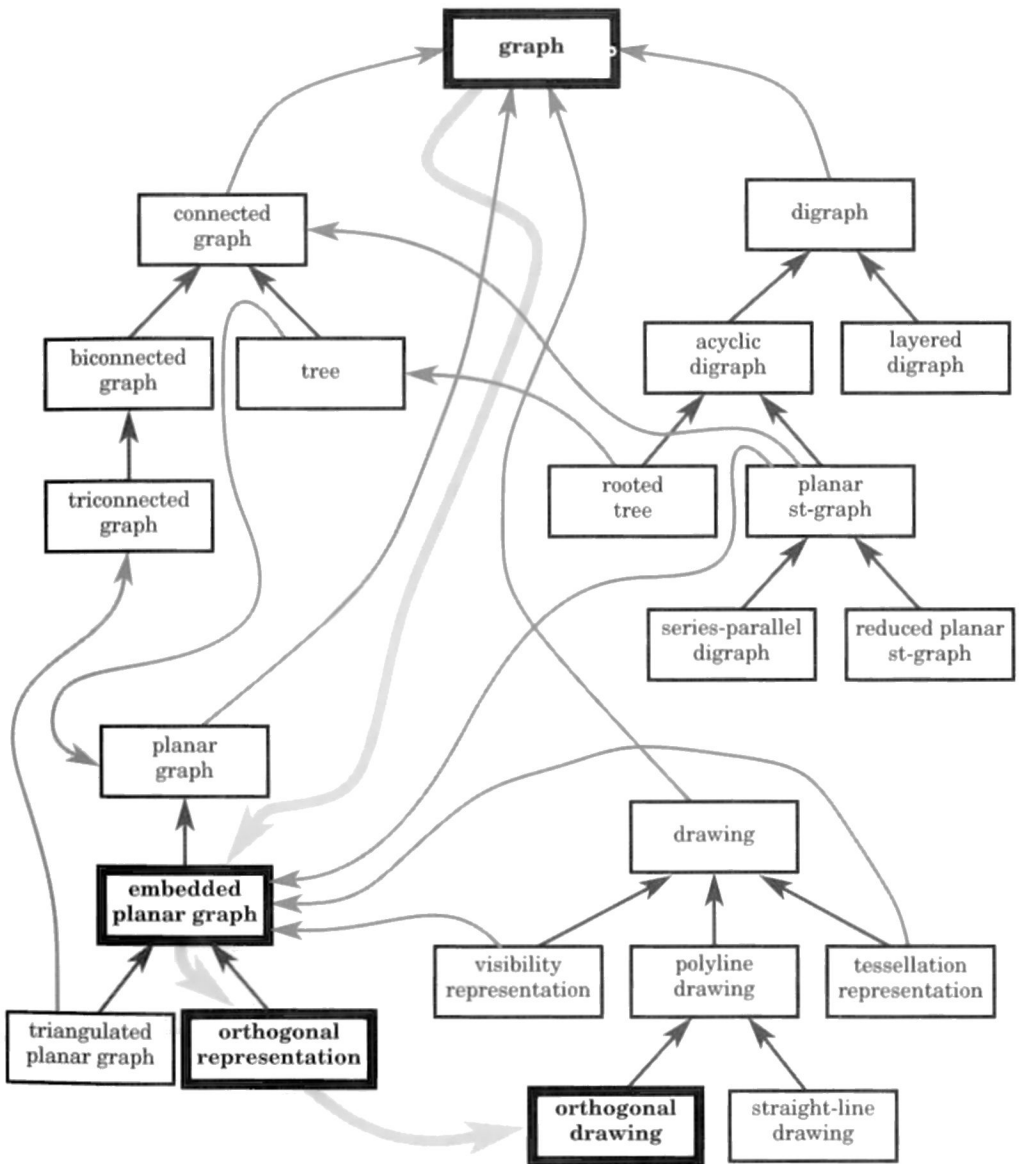 graph
connected
graph
digraph
biconnected
graph
tree
acyclic
digraph
layered
digraph
triconnected
graph
rooted
tree
planar
st-graph
series-parallel
digraph
reduced planar
st-graph
planar
graph
drawing
embedded
planar graph
visibility
representation
polyline
drawing
tessellation
representation
triangulated
planar graph
orthogonal
representation
orthogonal
drawing
straight-line
drawing